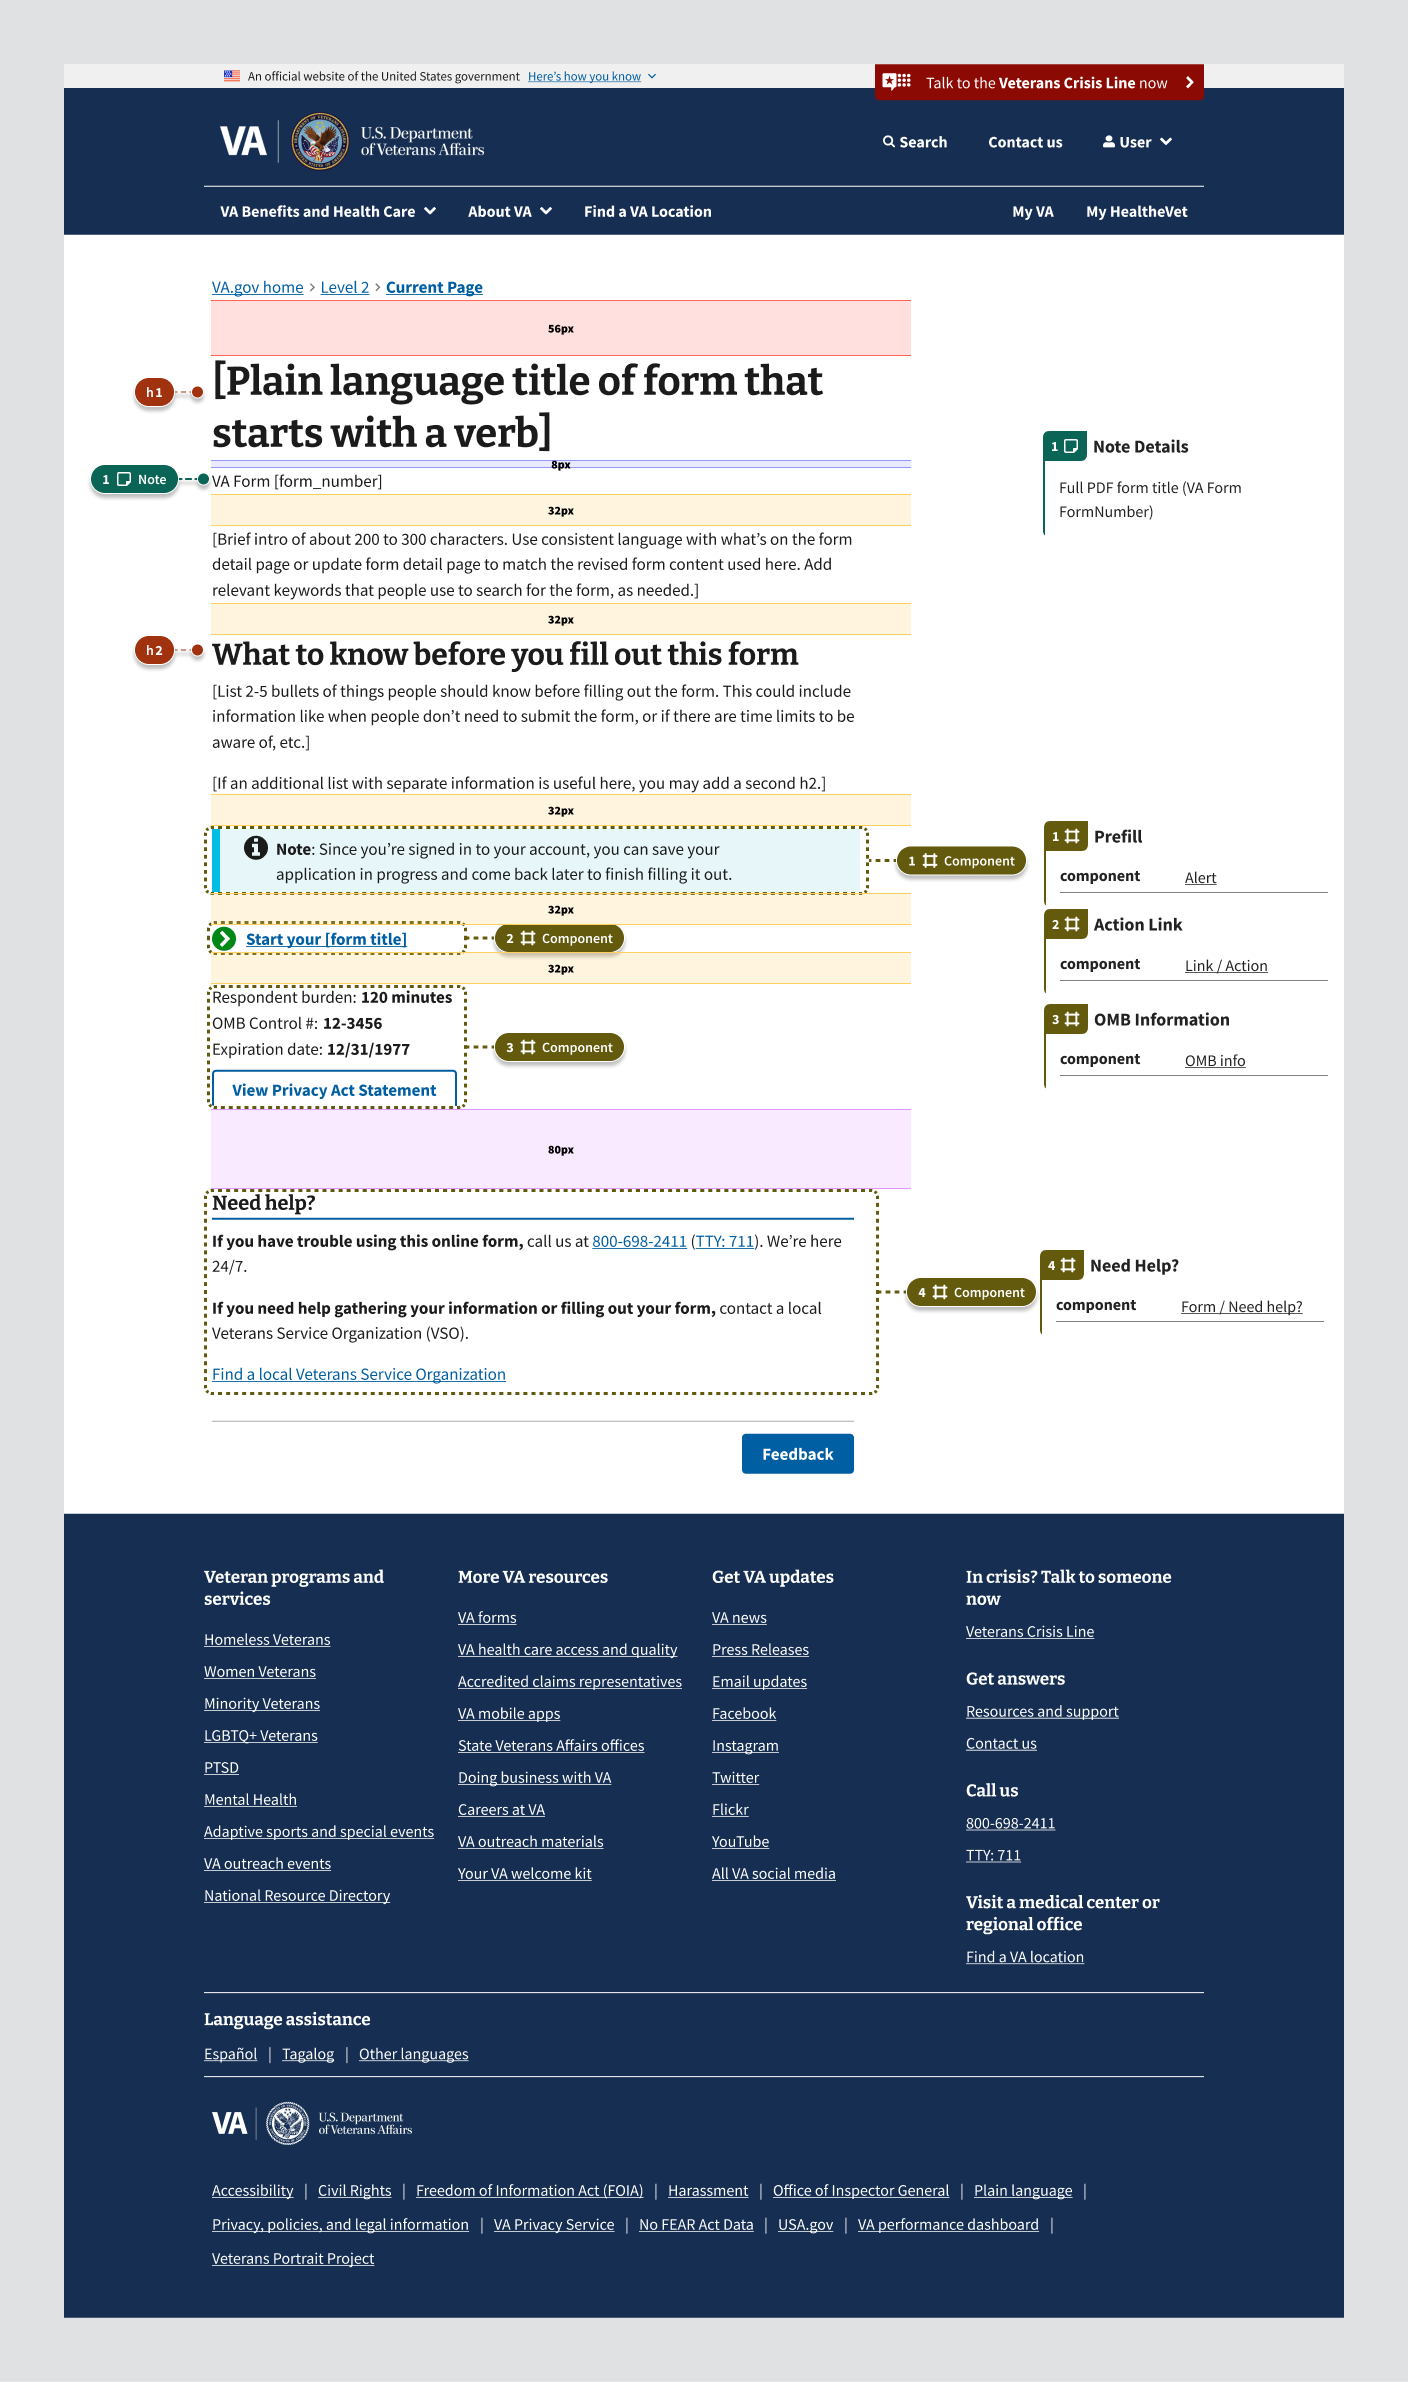 An official website of the United States government Here's how you know
Talk to the Veterans Crisis Line now
VA U.S. Department
of Veterans Affairs
Search Contact us User
VA Benefits and Health Care About VA Find a VA Location My VA My HealtheVet
VA.gov home > Level 2 > Current Page
56px
h1
[Plain language title of form that
starts with a verb]
8px
1 Note
VA Form [form_number]
1 Note Details
Full PDF form title (VA Form
FormNumber)
32px
[Brief intro of about 200 to 300 characters. Use consistent language with what's on the form
detail page or update form detail page to match the revised form content used here. Add
relevant keywords that people use to search for the form, as needed.]
32px
h2
What to know before you fill out this form
[List 2-5 bullets of things people should know before filling out the form. This could include
information like when people don't need to submit the form, or if there are time limits to be
aware of, etc.]
[If an additional list with separate information is useful here, you may add a second h2.]
32px
Note: Since you're signed in to your account, you can save your
application in progress and come back later to finish filling it out.
1 Component
1 Prefill
component Alert
32px
Start your [form title]
2 Component
2 Action Link
component Link / Action
32px
Respondent burden: 120 minutes
OMB Control #: 12-3456
Expiration date: 12/31/1977
View Privacy Act Statement
3 Component
3 OMB Information
component OMB info
80px
Need help?
If you have trouble using this online form, call us at 800-698-2411 (TTY: 711). We're here
24/7.
If you need help gathering your information or filling out your form, contact a local
Veterans Service Organization (VSO).
Find a local Veterans Service Organization
4 Component
4 Need Help?
component Form / Need help?
Feedback
Veteran programs and
services
Homeless Veterans
Women Veterans
Minority Veterans
LGBTQ+ Veterans
PTSD
Mental Health
Adaptive sports and special events
VA outreach events
National Resource Directory
More VA resources
VA forms
VA health care access and quality
Accredited claims representatives
VA mobile apps
State Veterans Affairs offices
Doing business with VA
Careers at VA
VA outreach materials
Your VA welcome kit
Get VA updates
VA news
Press Releases
Email updates
Facebook
Instagram
Twitter
Flickr
YouTube
All VA social media
In crisis? Talk to someone
now
Veterans Crisis Line
Get answers
Resources and support
Contact us
Call us
800-698-2411
TTY: 711
Visit a medical center or
regional office
Find a VA location
Language assistance
Español | Tagalog | Other languages
VA U.S. Department
of Veterans Affairs
Accessibility | Civil Rights | Freedom of Information Act (FOIA) | Harassment | Office of Inspector General | Plain language |
Privacy, policies, and legal information | VA Privacy Service | No FEAR Act Data | USA.gov | VA performance dashboard |
Veterans Portrait Project